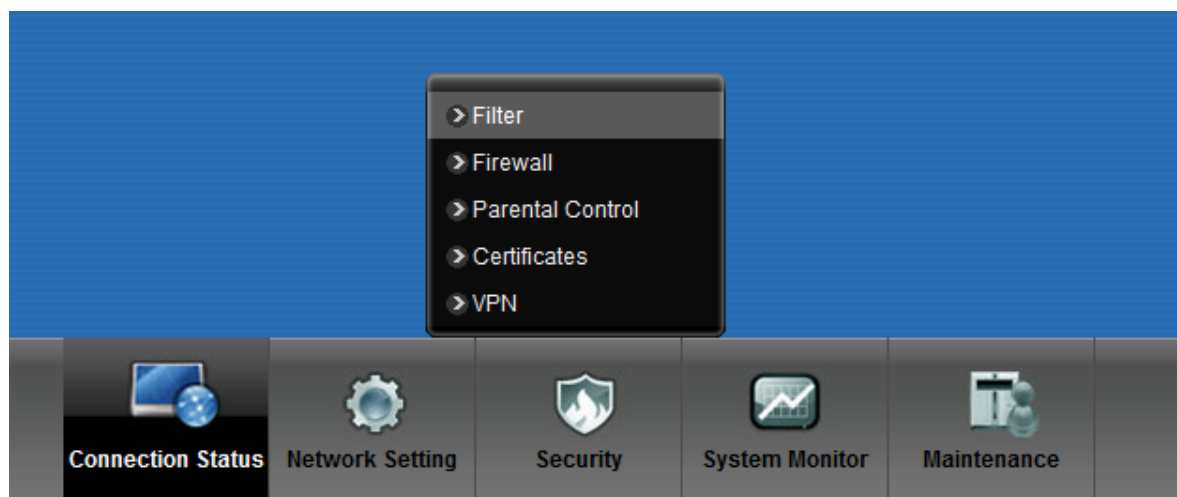 Filter
Firewall
Parental Control
Certificates
VPN
Connection Status
Network Setting
Security
System Monitor
Maintenance